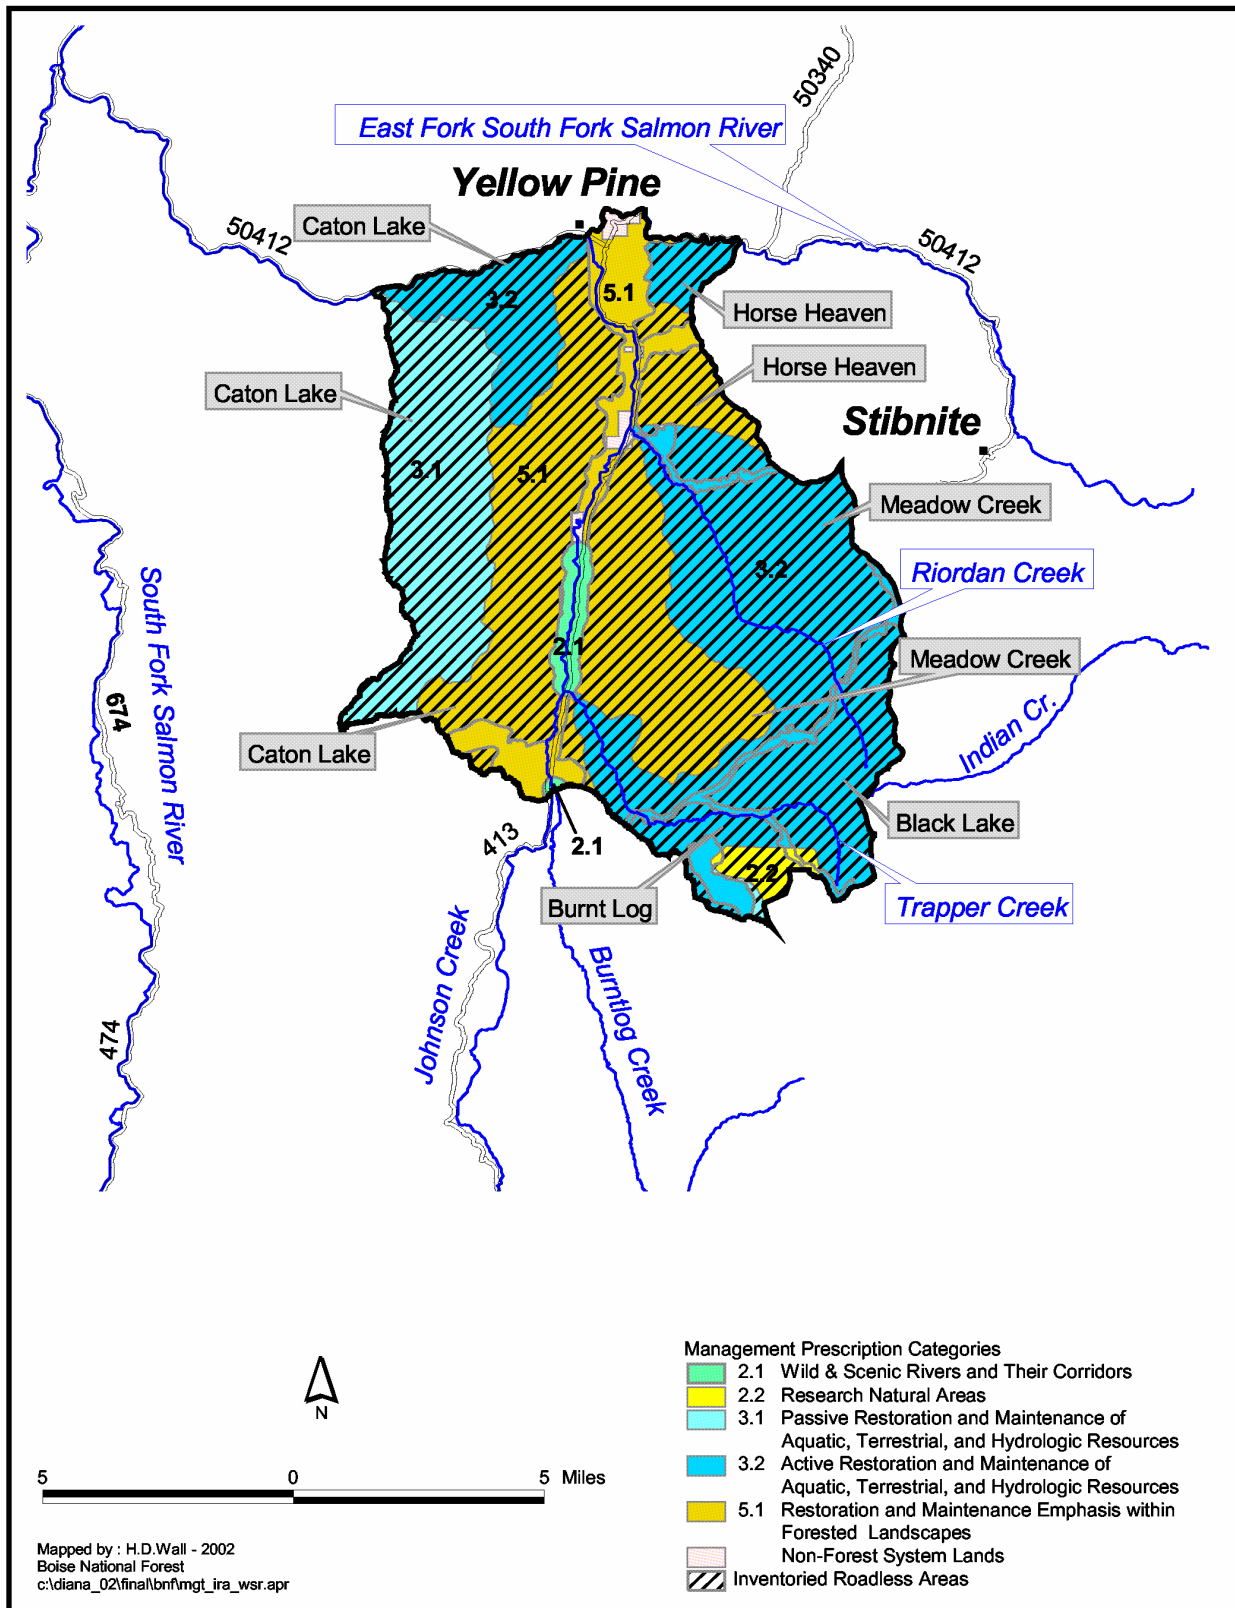 50340
East Fork South Fork Salmon River
Yellow Pine
Caton Lake
50412
50412
3.2
5.1
Horse Heaven
Horse Heaven
Caton Lake
Stibnite
3.1
5.1
Meadow Creek
3.2
Riordan Creek
South Fork Salmon River
2.1
Meadow Creek
674
Indian Cr.
Caton Lake
Black Lake
413
2.1
2.2
Burnt Log
Trapper Creek
Johnson Creek
Burntlog Creek
474
Management Prescription Categories
2.1 Wild & Scenic Rivers and Their Corridors
2.2 Research Natural Areas
3.1 Passive Restoration and Maintenance of
Aquatic, Terrestrial, and Hydrologic Resources
3.2 Active Restoration and Maintenance of
Aquatic, Terrestrial, and Hydrologic Resources
5.1 Restoration and Maintenance Emphasis within
Forested Landscapes
Non-Forest System Lands
Inventoried Roadless Areas
N
5 0 5 Miles
Mapped by : H.D.Wall - 2002
Boise National Forest
c:\diana_02\final\bnf\mgt_ira_wsr.apr